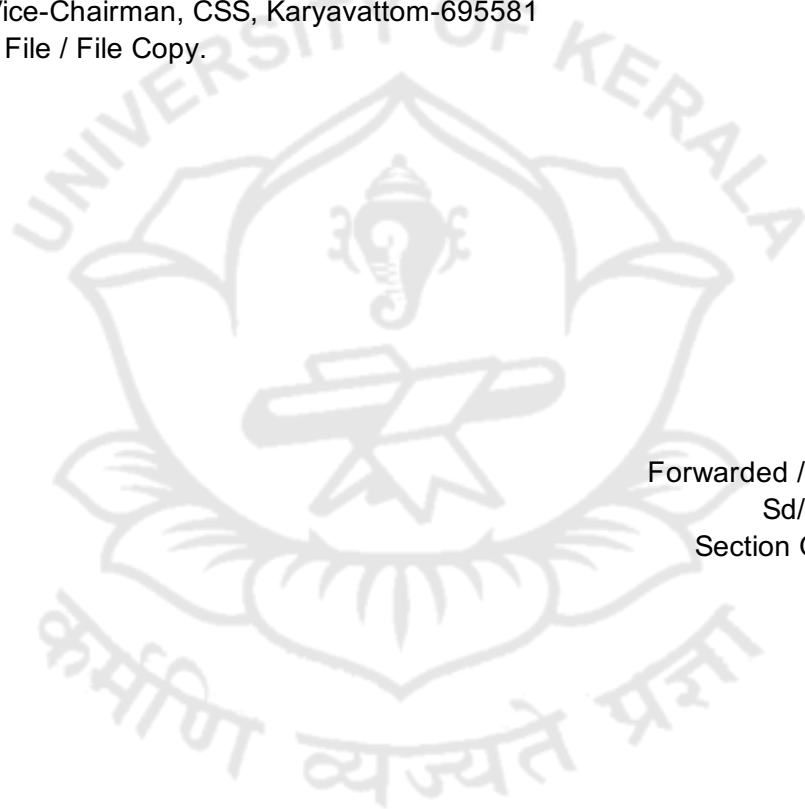 Vice-Chairman, CSS, Karyavattom-695581
File / File Copy.
UNIVERSITY OF KERALA
Forwarded /
Sd/
Section
कर्मणि व्यज्यते प्रज्ञा